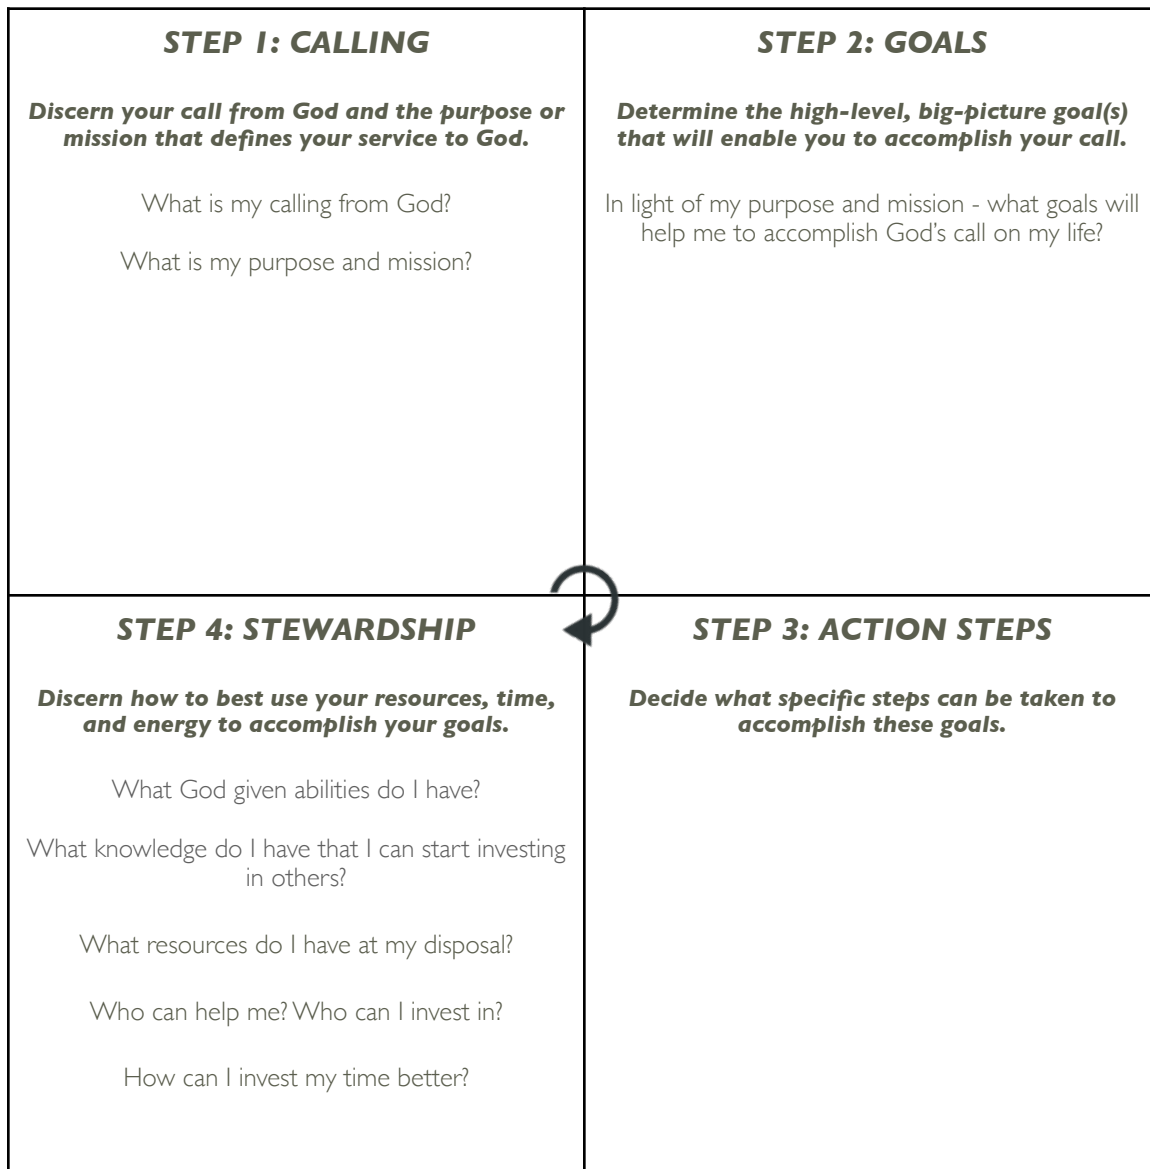 STEP 1: CALLING
Discern your call from God and the purpose or
mission that defines your service to God.
What is my calling from God?
What is my purpose and mission?
STEP 2: GOALS
Determine the high-level, big-picture goal(s)
that will enable you to accomplish your call.
In light of my purpose and mission - what goals will
help me to accomplish God's call on my life?
STEP 4: STEWARDSHIP
Discern how to best use your resources, time,
and energy to accomplish your goals.
What God given abilities do I have?
What knowledge do I have that I can start investing
in others?
What resources do I have at my disposal?
Who can help me? Who can I invest in?
How can I invest my time better?
STEP 3: ACTION STEPS
Decide what specific steps can be taken to
accomplish these goals.